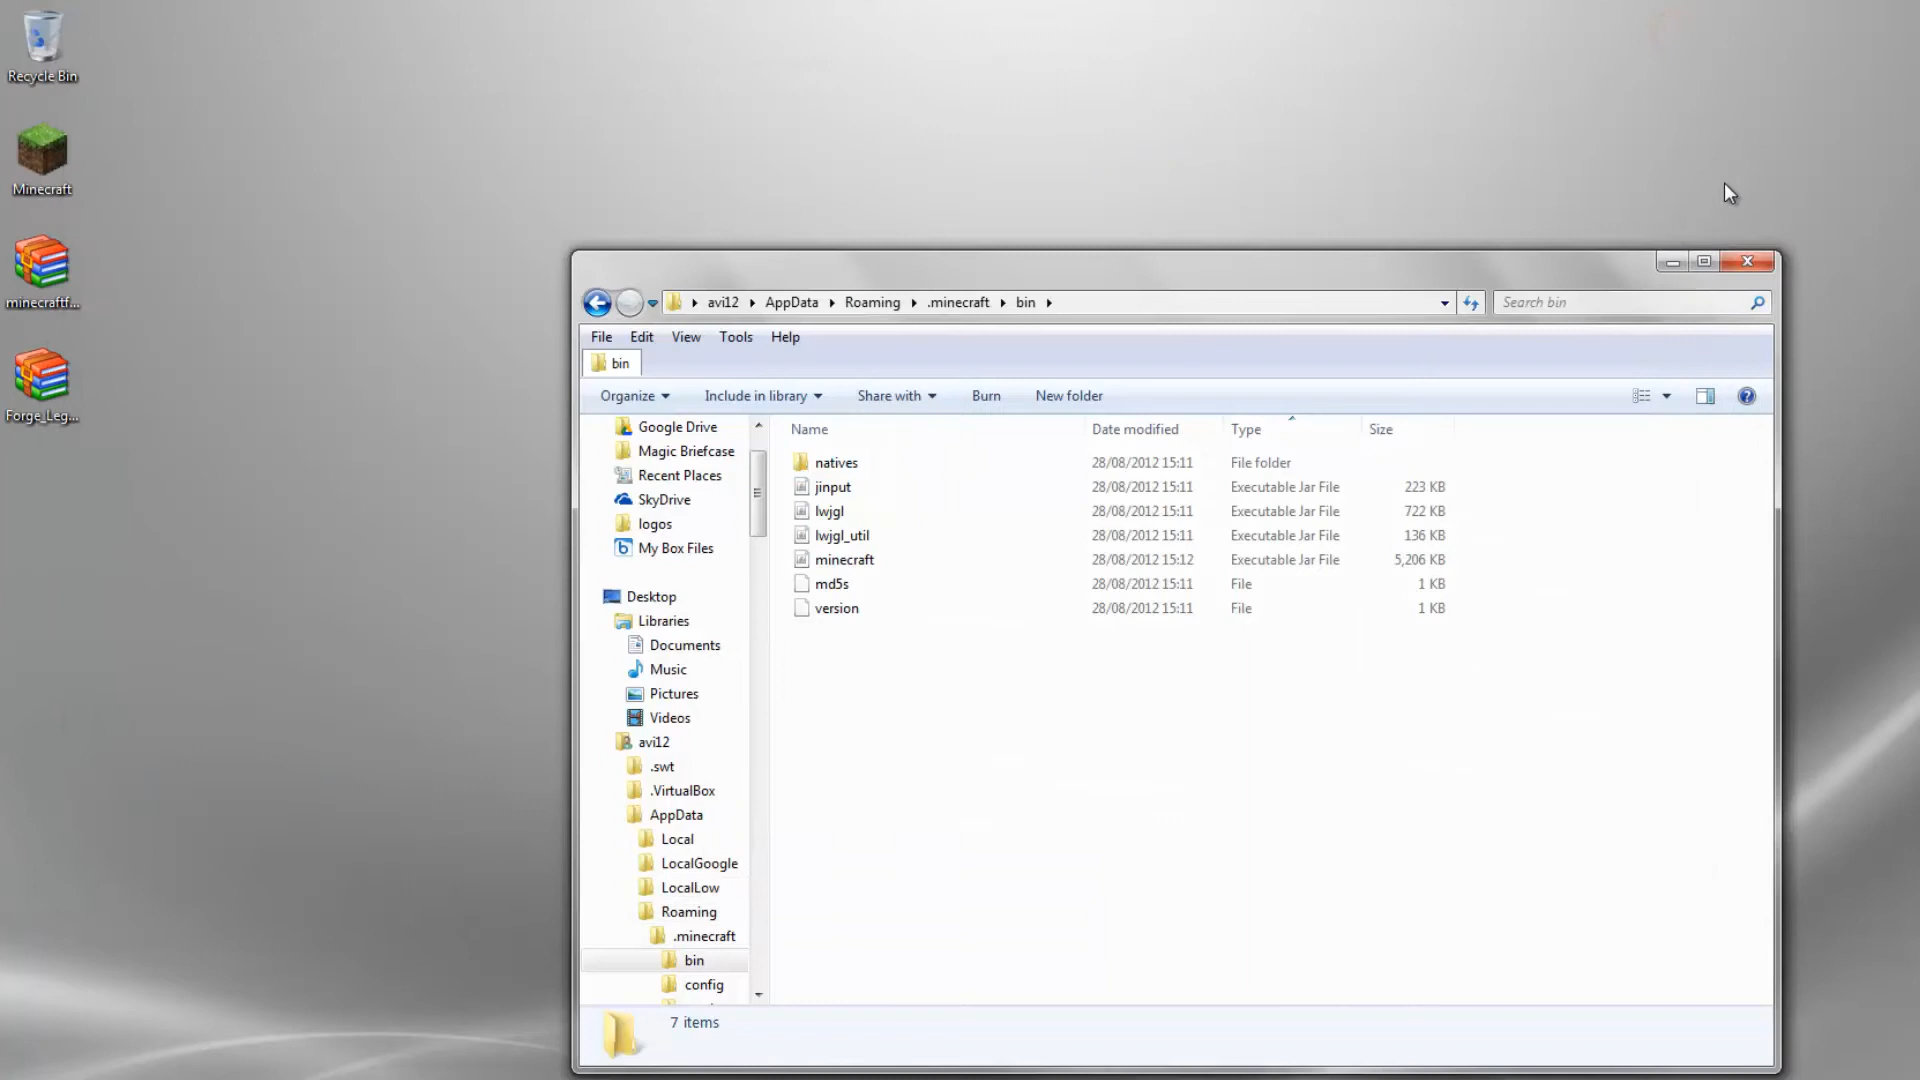 Recycle Bin
Minecraft
minecraftf...
Forge_Leg...
avi12 AppData Roaming .minecraft bin
Search bin
File Edit View Tools Help
bin
Organize Include in library Share with Burn New folder
Google Drive
Magic Briefcase
Recent Places
SkyDrive
logos
My Box Files
Desktop
Libraries
Documents
Music
Pictures
Videos
avi12
.swt
.VirtualBox
AppData
Local
LocalGoogle
LocalLow
Roaming
.minecraft
bin
config
Name Date modified Type Size
natives 28/08/2012 15:11 File folder
jinput 28/08/2012 15:11 Executable Jar File 223 KB
lwjgl 28/08/2012 15:11 Executable Jar File 722 KB
lwjgl_util 28/08/2012 15:11 Executable Jar File 136 KB
minecraft 28/08/2012 15:12 Executable Jar File 5,206 KB
md5s 28/08/2012 15:11 File 1 KB
version 28/08/2012 15:11 File 1 KB
7 items